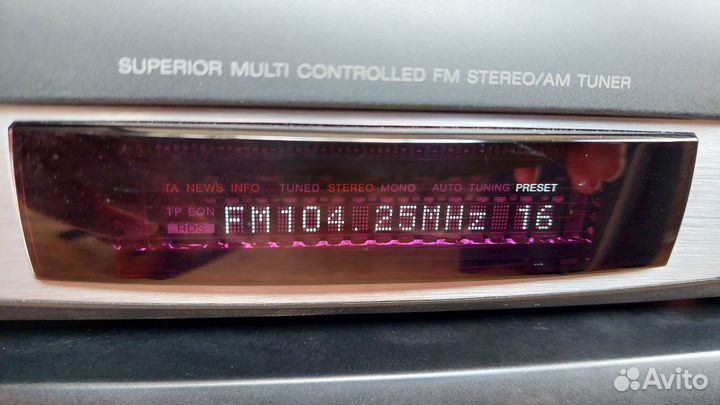 SUPERIOR MULTI CONTROLLED FM STEREO/AM TUNER
TA NEWS INFO TUNED STEREO MONO AUTO TUNING PRESET
TP EON
RDS
FM104.25MHz 16
Avito